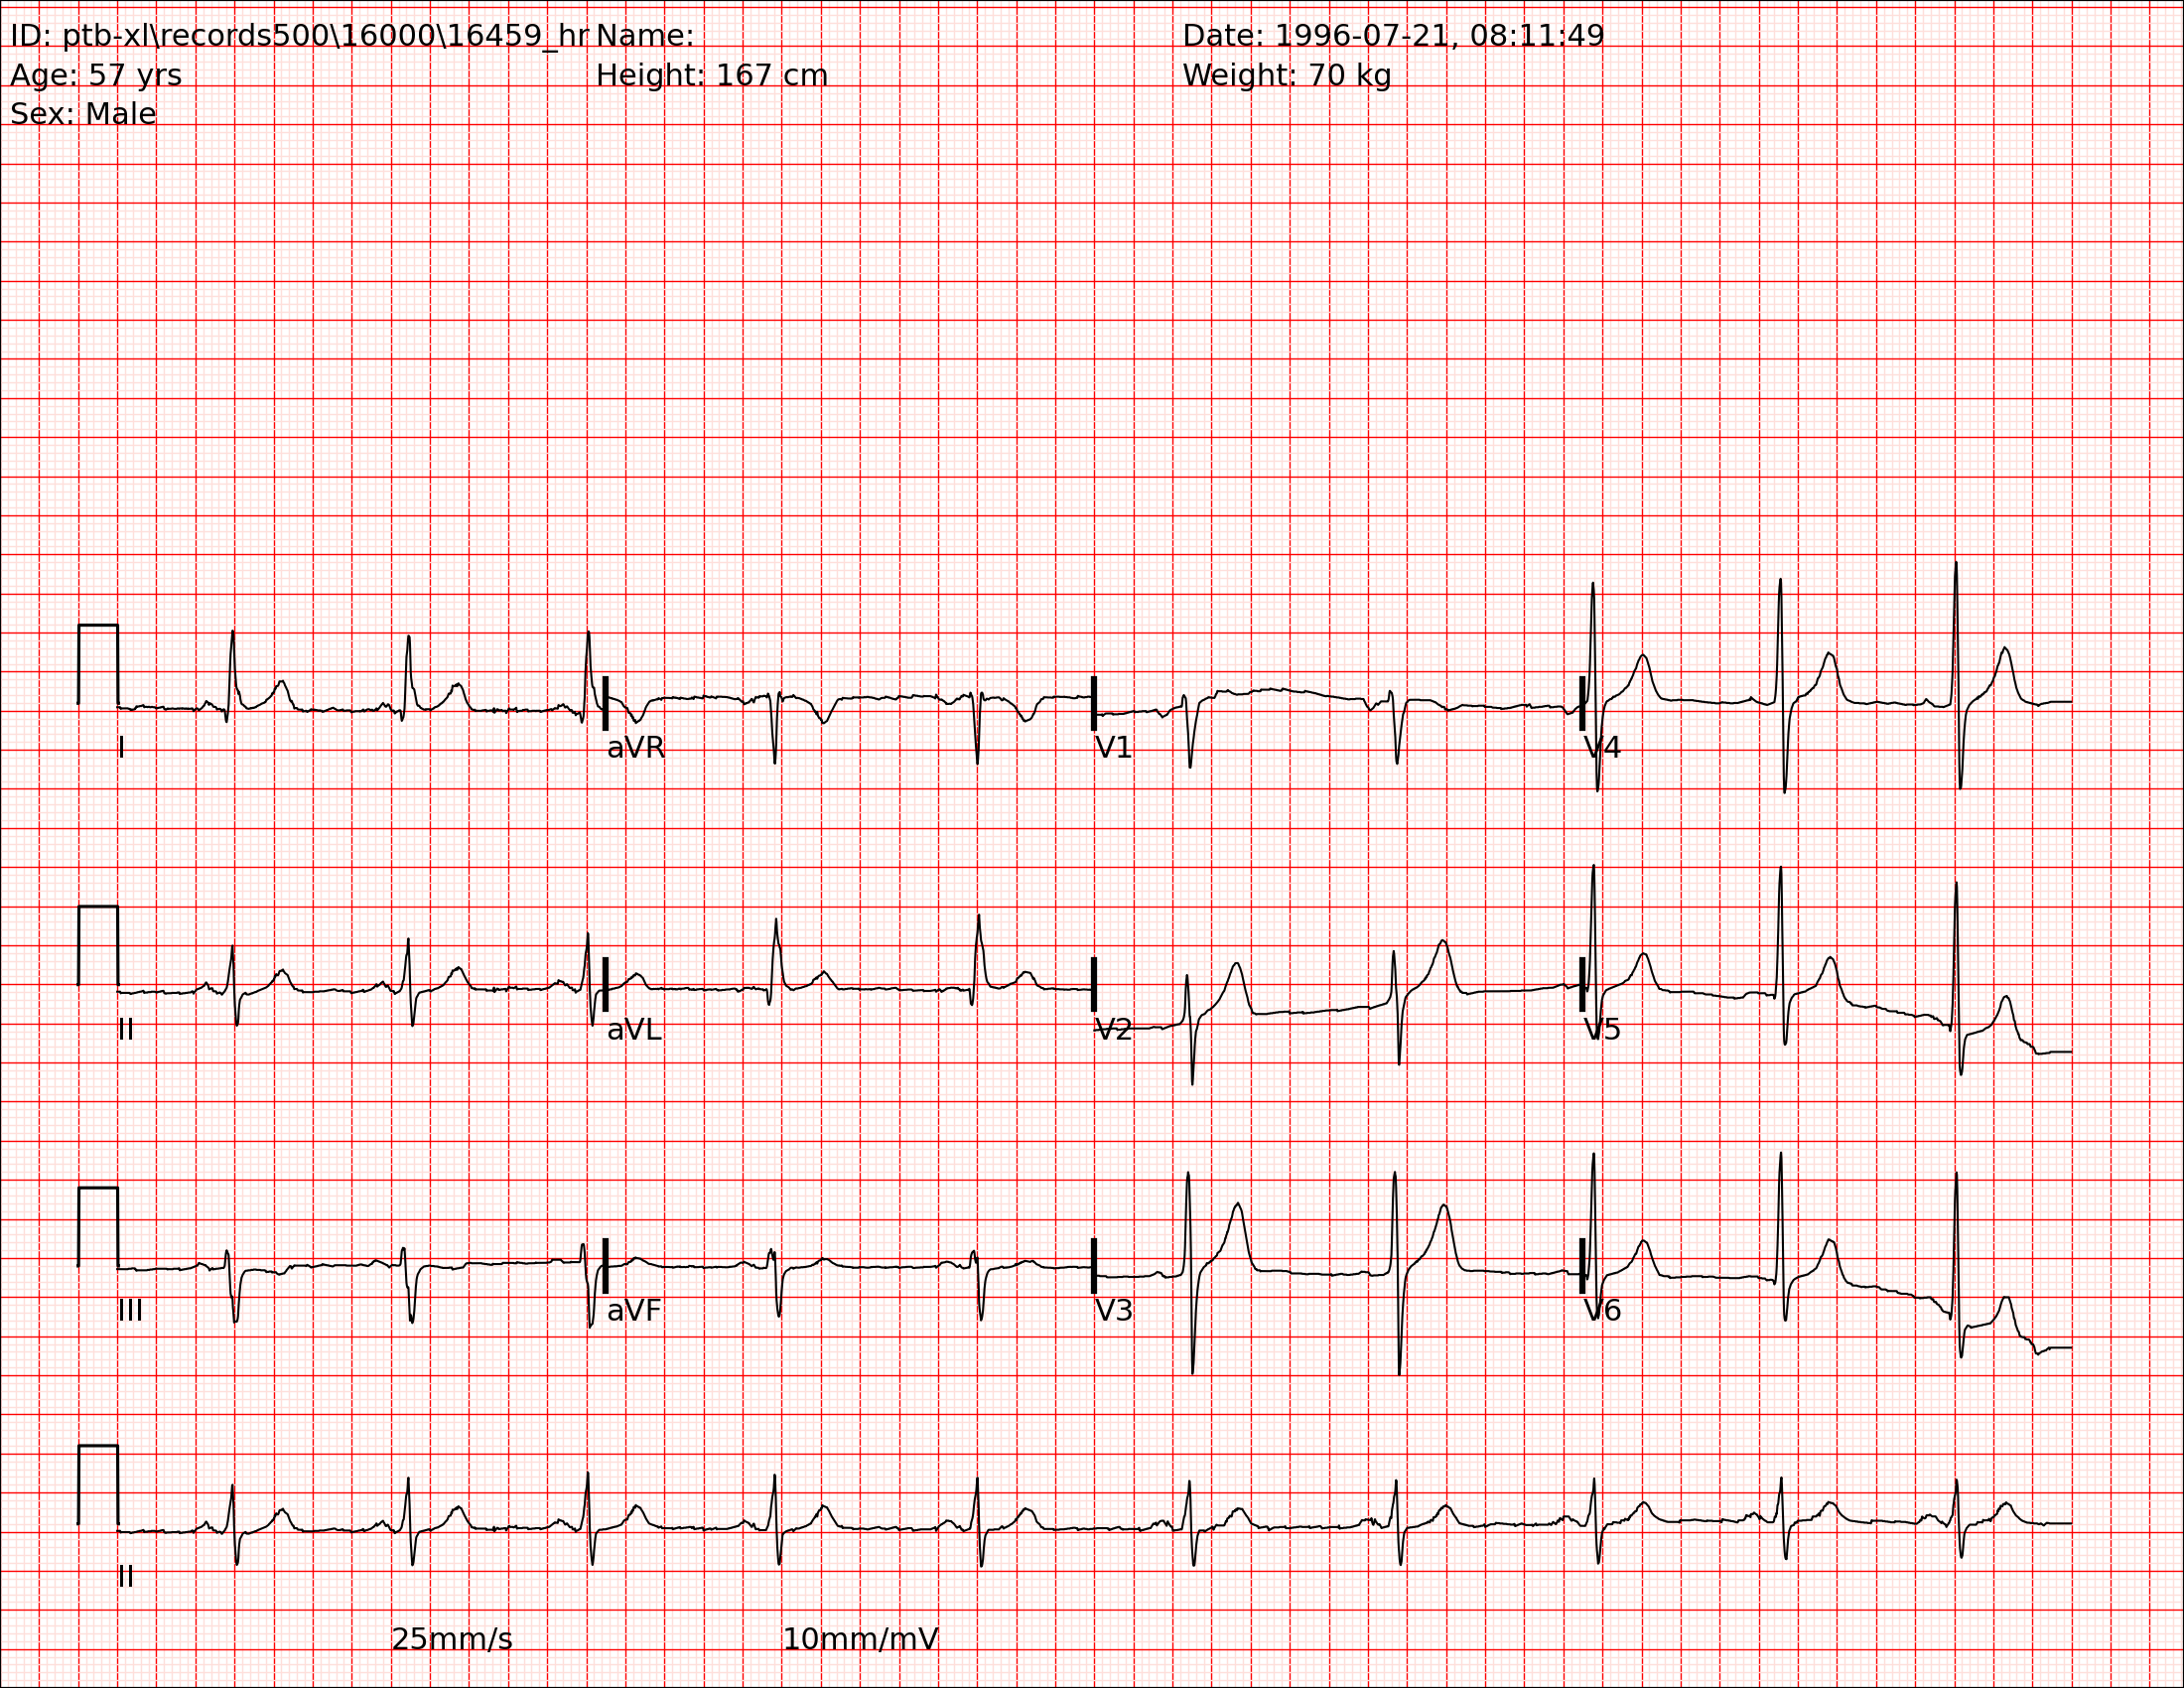 ID: ptb-xl\records500\16000\16459_hr Name: Date: 1996-07-21, 08:11:49
Age: 57 yrs Height: 167 cm Weight: 70 kg
Sex: Male
I aVR V1 V4
II aVL V2 V5
III aVF V3 V6
II
25mm/s 10mm/mV